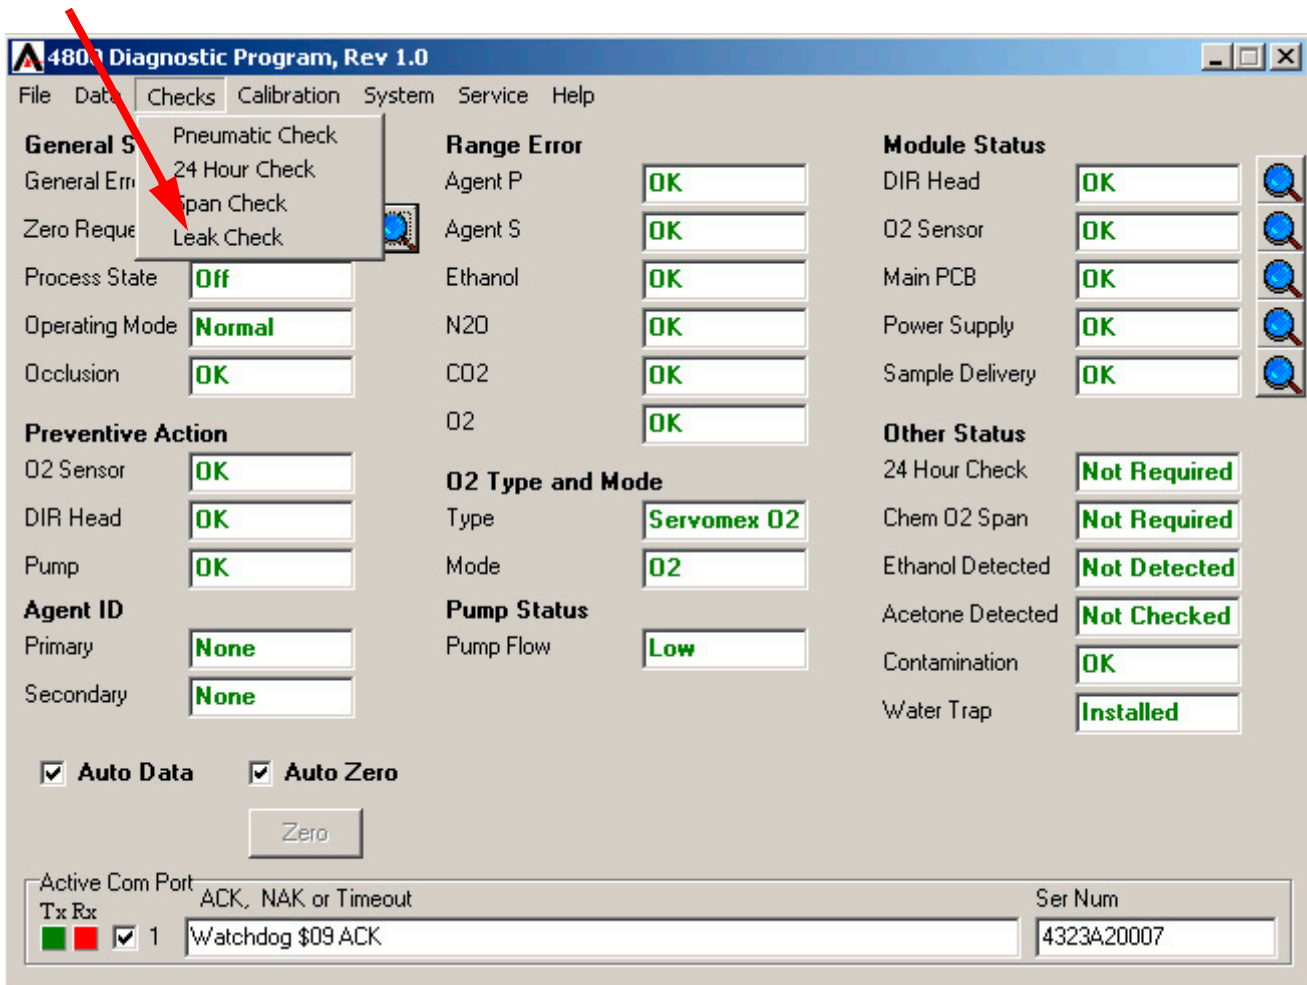 4800 Diagnostic Program, Rev 1.0
File Data Checks Calibration System Service Help
Pneumatic Check
24 Hour Check
Span Check
Leak Check
General S
General Err
Zero Reque
Process State Off
Operating Mode Normal
Occlusion OK
Preventive Action
O2 Sensor OK
DIR Head OK
Pump OK
Agent ID
Primary None
Secondary None
Range Error
Agent P OK
Agent S OK
Ethanol OK
N2O OK
CO2 OK
O2 OK
O2 Type and Mode
Type Servomex O2
Mode O2
Pump Status
Pump Flow Low
Module Status
DIR Head OK
O2 Sensor OK
Main PCB OK
Power Supply OK
Sample Delivery OK
Other Status
24 Hour Check Not Required
Chem O2 Span Not Required
Ethanol Detected Not Detected
Acetone Detected Not Checked
Contamination OK
Water Trap Installed
Auto Data Auto Zero
Zero
Active Com Port
Tx Rx
1
ACK, NAK or Timeout
Watchdog $09 ACK
Ser Num
4323A20007